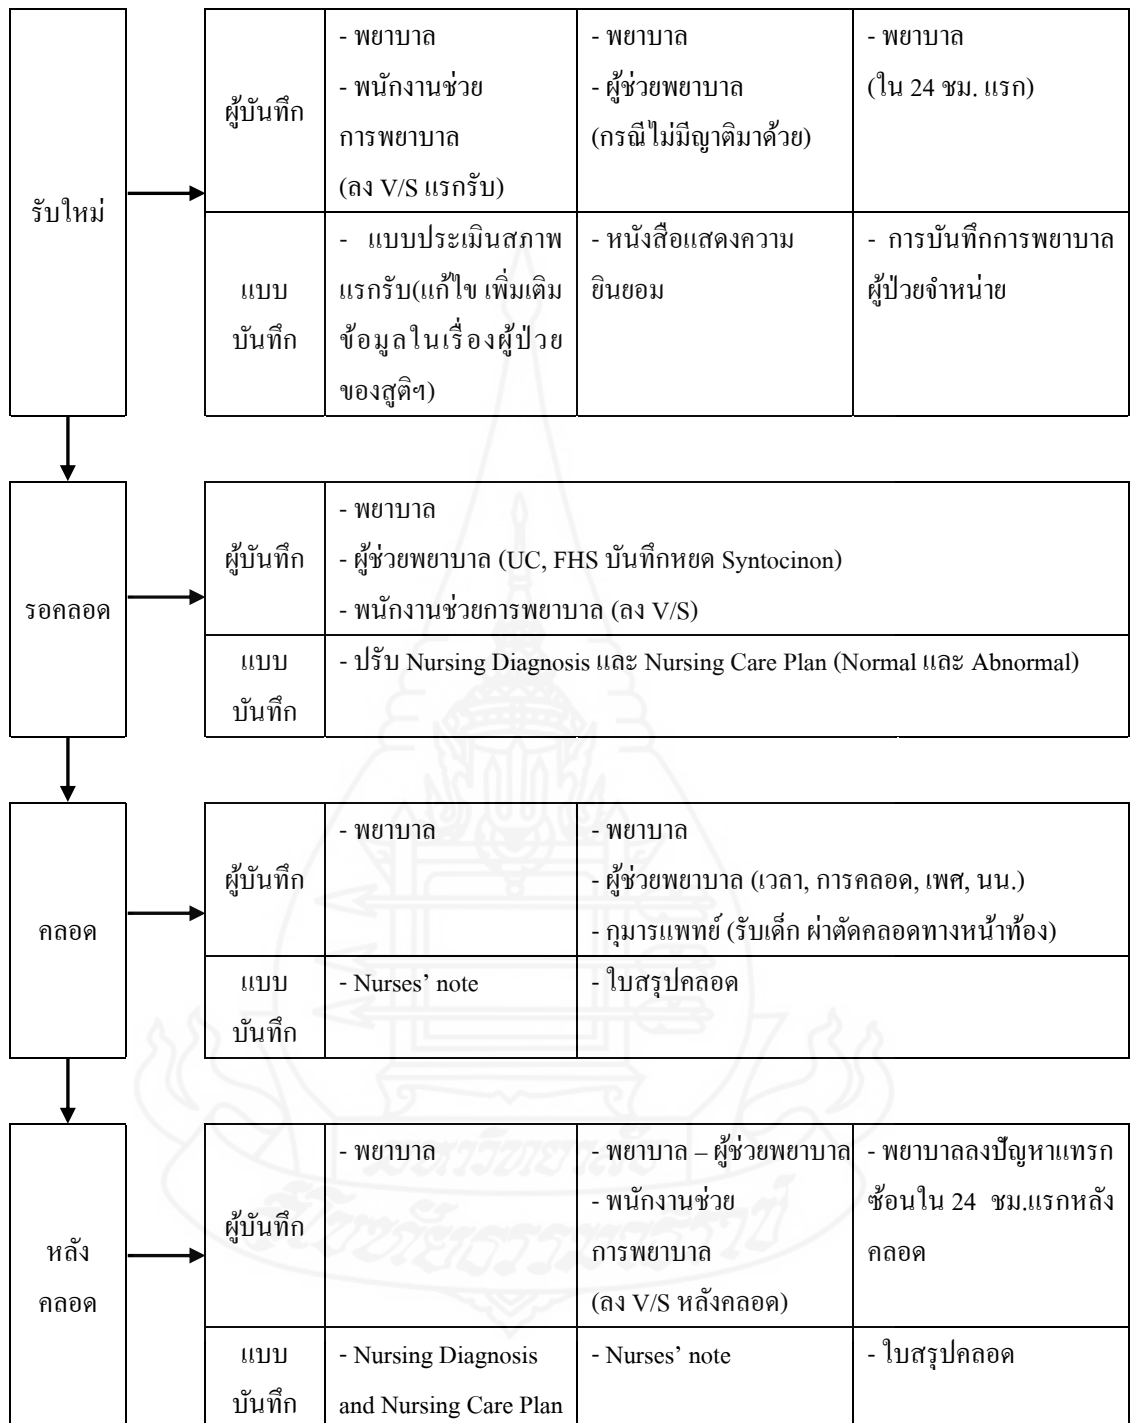 รับใหม่
ผู้บันทึก
- พยาบาล
- พนักงานช่วย
การพยาบาล
(ลง V/S แรกรับ)
- พยาบาล
- ผู้ช่วยพยาบาล
(กรณีไม่มีญาติมาด้วย)
- พยาบาล
(ใน 24 ชม. แรก)
แบบ
บันทึก
- แบบประเมินสภาพ
แรกรับ(แก้ไข เพิ่มเติม
ข้อมูลในเรื่องผู้ป่วย
ของสูติฯ)
- หนังสือแสดงความ
ยินยอม
- การบันทึกการพยาบาล
ผู้ป่วยจำหน่าย
รอคลอด
ผู้บันทึก
- พยาบาล
- ผู้ช่วยพยาบาล (UC, FHS บันทึกหยด Syntocinon)
- พนักงานช่วยการพยาบาล (ลง V/S)
แบบ
บันทึก
- ปรับ Nursing Diagnosis และ Nursing Care Plan (Normal และ Abnormal)
คลอด
ผู้บันทึก
- พยาบาล
- พยาบาล
- ผู้ช่วยพยาบาล (เวลา, การคลอด, เพศ, นน.)
- กุมารแพทย์ (รับเด็ก ผ่าตัดคลอดทางหน้าท้อง)
แบบ
บันทึก
- Nurses’ note
- ใบสรุปคลอด
หลัง
คลอด
ผู้บันทึก
- พยาบาล
- พยาบาล – ผู้ช่วยพยาบาล
- พนักงานช่วย
การพยาบาล
(ลง V/S หลังคลอด)
- พยาบาลลงปัญหาแทรก
ซ้อนใน 24 ชม.แรกหลัง
คลอด
แบบ
บันทึก
- Nursing Diagnosis
and Nursing Care Plan
- Nurses’ note
- ใบสรุปคลอด
มหาวิทยาลัย
สุโขทัยธรรมาธิราช